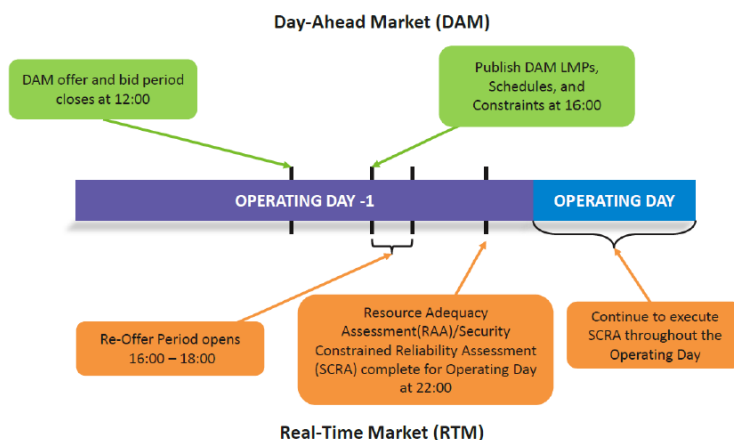 Day-Ahead Market (DAM)
DAM offer and bid period
closes at 12:00
Publish DAM LMPs,
Schedules, and
Constraints at 16:00
OPERATING DAY -1
OPERATING DAY
Re-Offer Period opens
16:00 – 18:00
Resource Adequacy
Assessment(RAA)/Security
Constrained Reliability Assessment
(SCRA) complete for Operating Day
at 22:00
Continue to execute
SCRA throughout the
Operating Day
Real-Time Market (RTM)